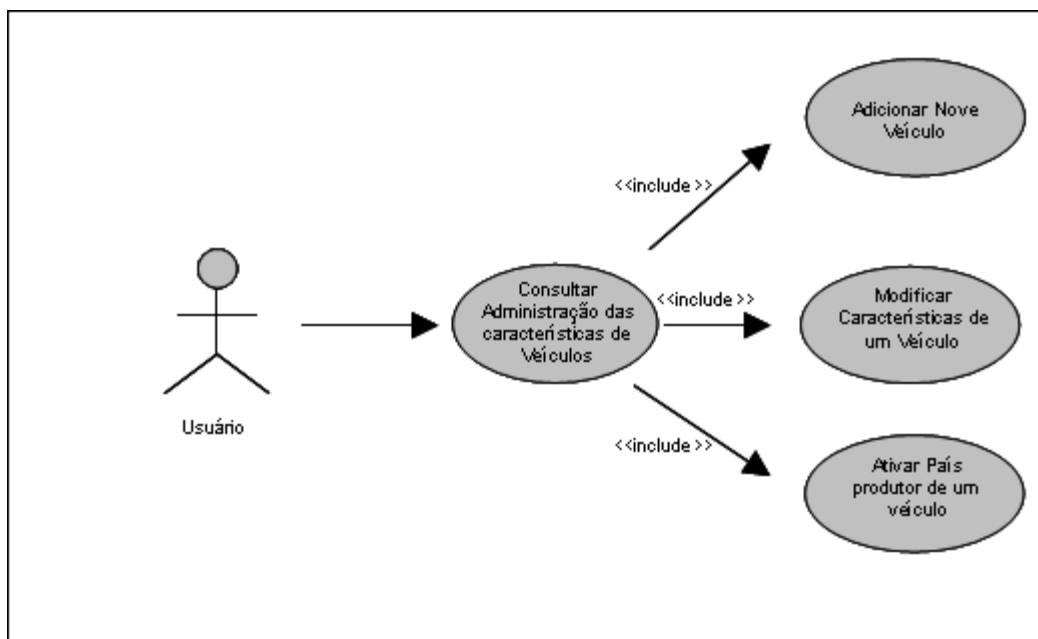 Adicionar Nove
Veículo
<<include >>
Consultar
Administração das
características de
Veículos
<<include >>
Modificar
Características de
um Veículo
Usuário
<<include >>
Ativar País
produtor de um
veículo